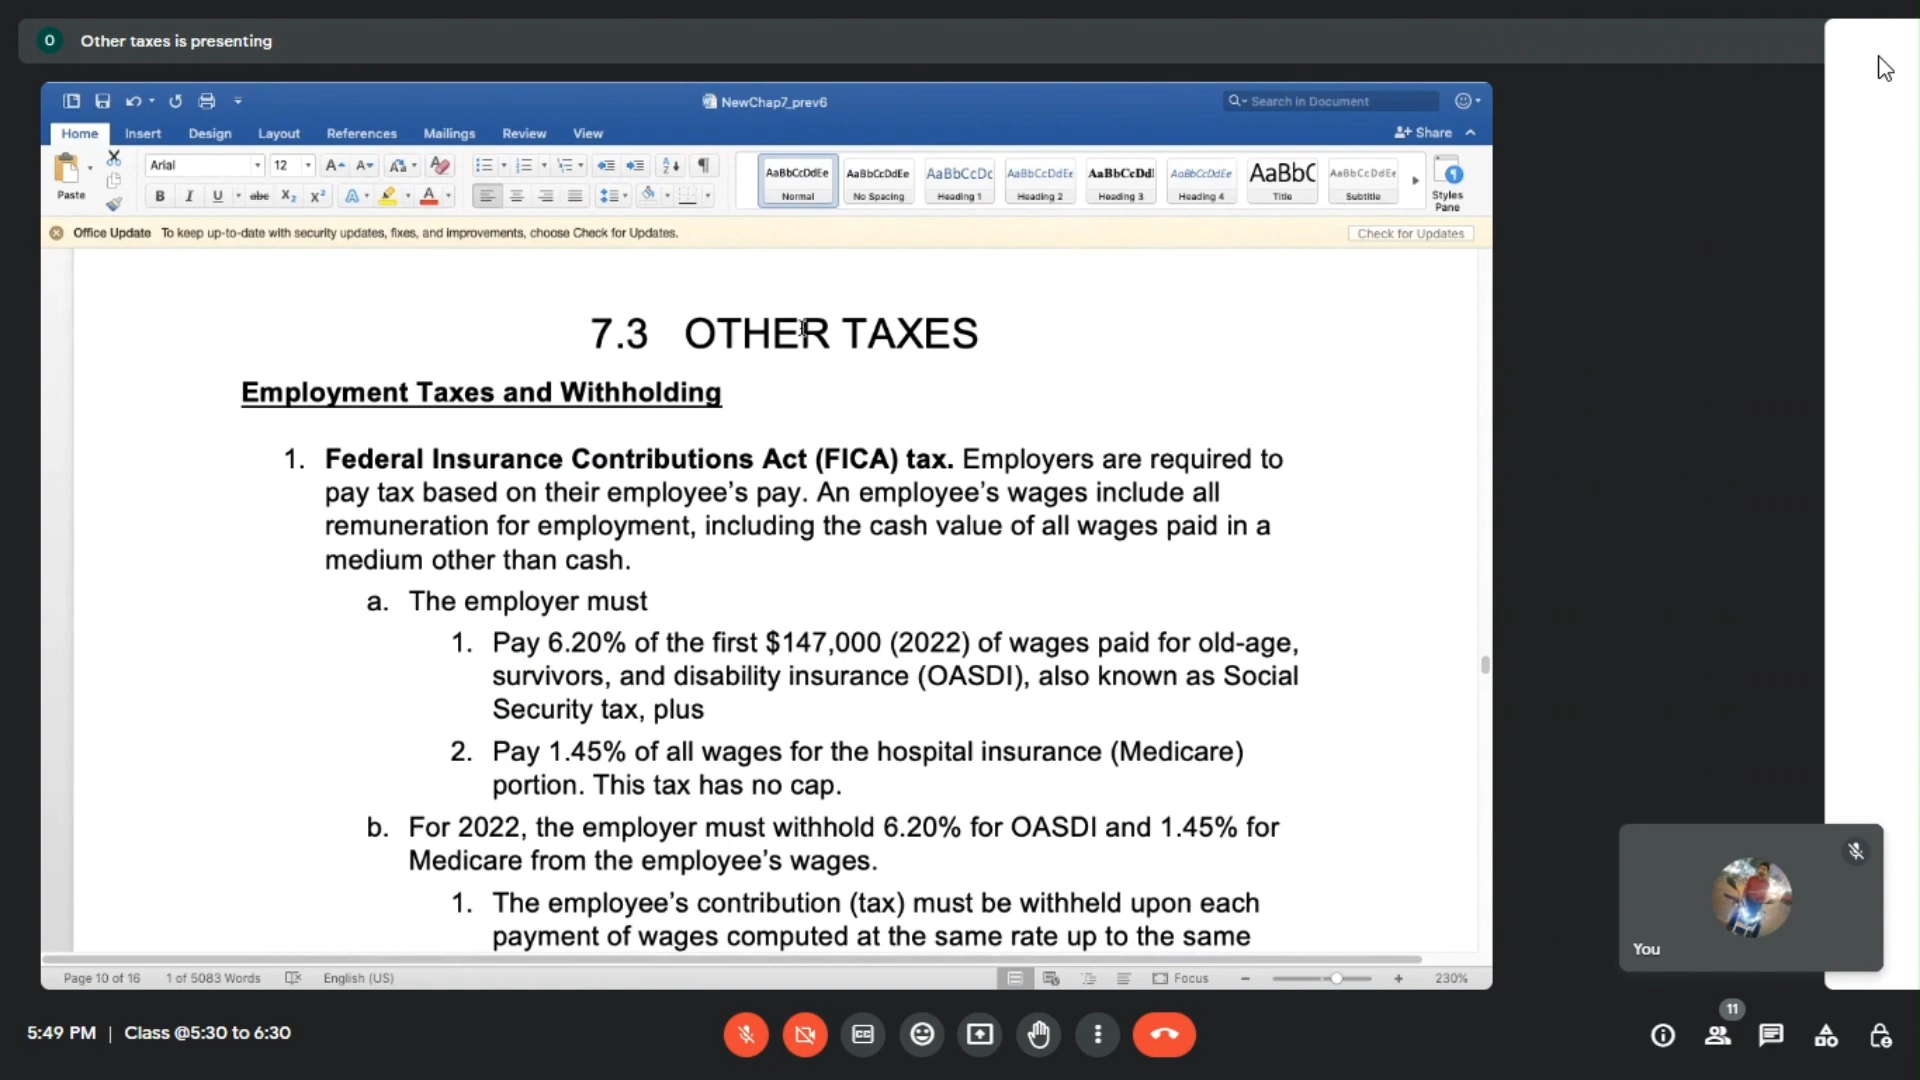 O Other taxes is presenting
NewChap7_prev6
Search in Document
Home Insert Design Layout References Mailings Review View
Share
Paste
Arial 12
AaBbCcDdEe AaBbCcDdEe AaBbCcDc AaBbCcDdEe AaBbCcDdI AaBbCcDdEe AaBbC AaBbCcDdEe
Normal No Spacing Heading 1 Heading 2 Heading 3 Heading 4 Title Subtitle
Styles Pane
Office Update To keep up-to-date with security updates, fixes, and improvements, choose Check for Updates.
Check for Updates
7.3 OTHER TAXES
Employment Taxes and Withholding
1. Federal Insurance Contributions Act (FICA) tax. Employers are required to
pay tax based on their employee’s pay. An employee’s wages include all
remuneration for employment, including the cash value of all wages paid in a
medium other than cash.
a. The employer must
1. Pay 6.20% of the first $147,000 (2022) of wages paid for old-age,
survivors, and disability insurance (OASDI), also known as Social
Security tax, plus
2. Pay 1.45% of all wages for the hospital insurance (Medicare)
portion. This tax has no cap.
b. For 2022, the employer must withhold 6.20% for OASDI and 1.45% for
Medicare from the employee’s wages.
1. The employee’s contribution (tax) must be withheld upon each
payment of wages computed at the same rate up to the same
You
Page 10 of 16 1 of 5083 Words English (US)
Focus
230%
11
5:49 PM | Class @5:30 to 6:30